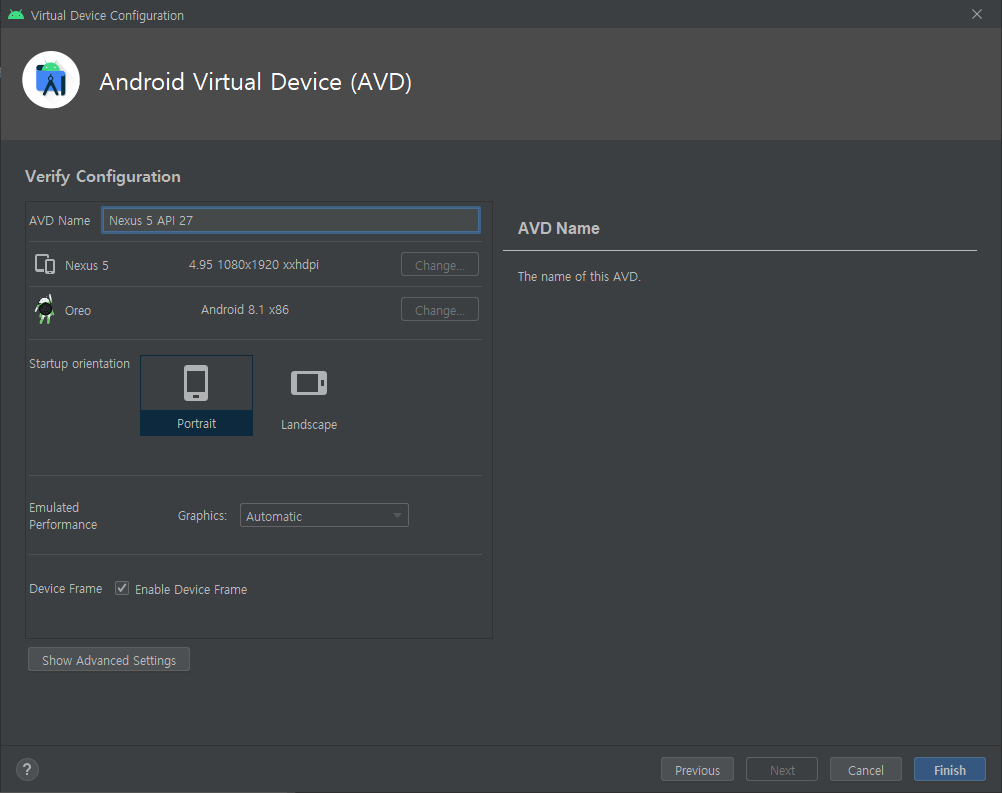 Virtual Device Configuration
Android Virtual Device (AVD)
Verify Configuration
AVD Name Nexus 5 API 27
Nexus 5 4.95 1080x1920 xxhdpi Change...
Oreo Android 8.1 x86 Change...
Startup orientation
Portrait Landscape
Emulated
Performance
Graphics: Automatic
Device Frame Enable Device Frame
Show Advanced Settings
AVD Name
The name of this AVD.
? Previous Next Cancel Finish